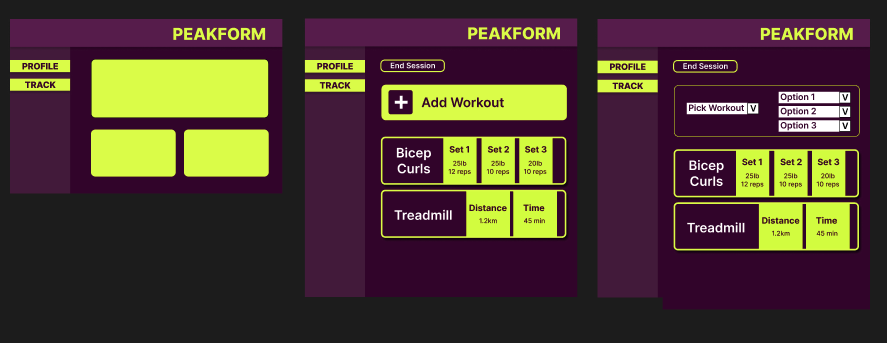 PEAKFORM
PROFILE
TRACK
PEAKFORM
PROFILE
TRACK
End Session
+ Add Workout
Bicep Curls
Set 1
25lb
12 reps
Set 2
25lb
10 reps
Set 3
20lb
10 reps
Treadmill
Distance
1.2km
Time
45 min
PEAKFORM
PROFILE
TRACK
End Session
Pick Workout V
Option 1 V
Option 2 V
Option 3 V
Bicep
Curls
Set 1
25lb
12 reps
Set 2
25lb
10 reps
Set 3
20lb
10 reps
Treadmill
Distance
1.2km
Time
45 min